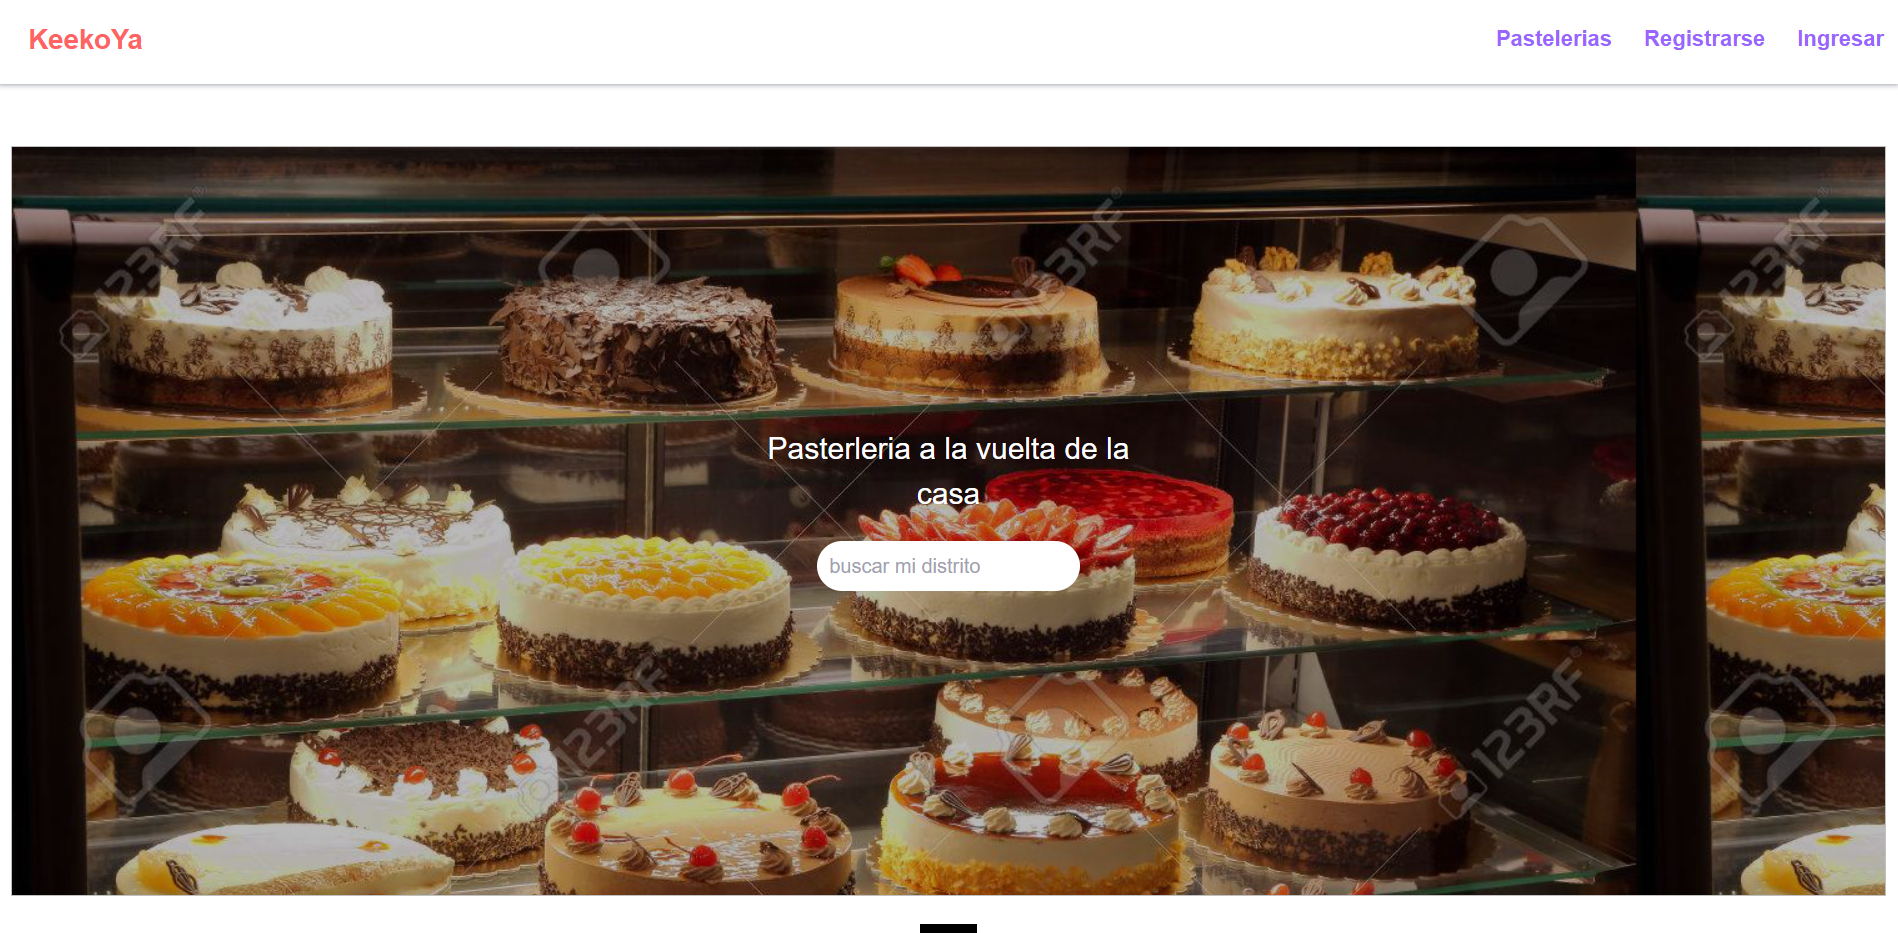 KeekoYa
Pastelerias Registrarse Ingresar
Pasterleria a la vuelta de la
casa
buscar mi distrito
123RF
123RF
123RF
123RF
123RF